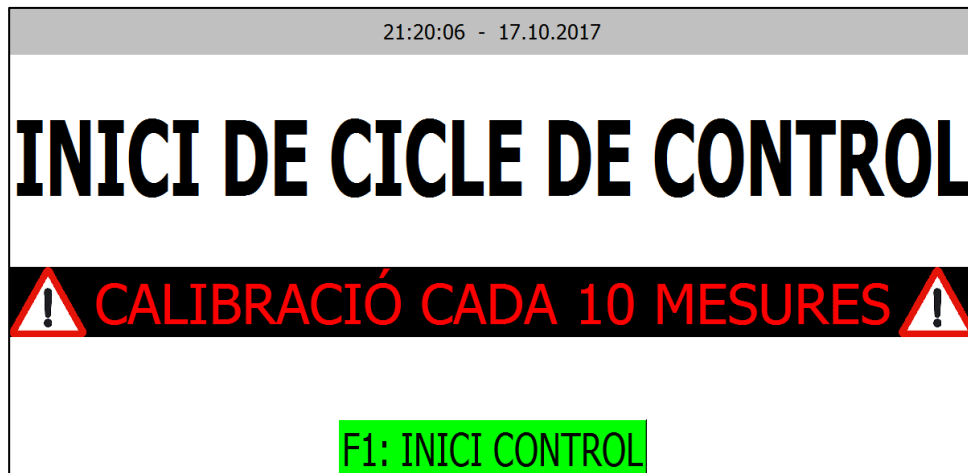 21:20:06 - 17.10.2017
INICI DE CICLE DE CONTROL
CALIBRACIÓ CADA 10 MESURES
F1: INICI CONTROL